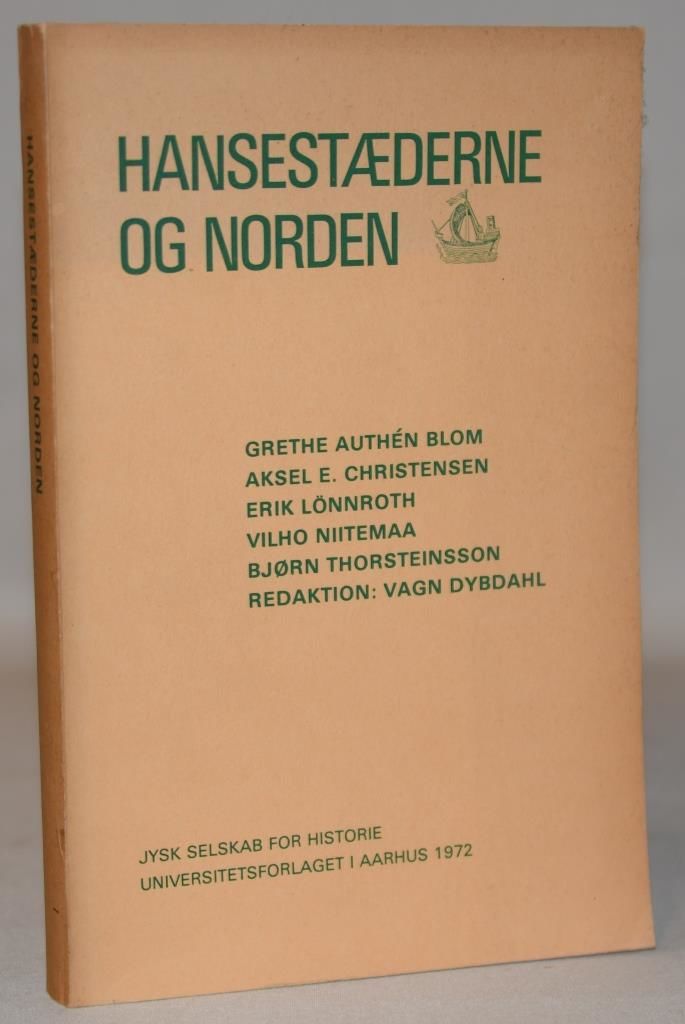 HANSESTÆDERNE
OG NORDEN
GRETHE AUTHÉN BLOM
AKSEL E. CHRISTENSEN
ERIK LÖNNROTH
VILHO NIITEMAA
BJØRN THORSTEINSSON
REDAKTION: VAGN DYBDAHL
JYSK SELSKAB FOR HISTORIE
UNIVERSITETSFORLAGET I AARHUS 1972
HANSESTÆDERNE OG NORDEN